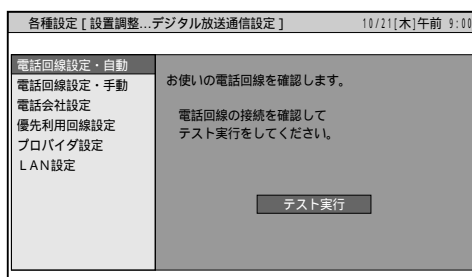 各種設定 [ 設置調整...デジタル放送通信設定 ] 10/21[木]午前 9:00
電話回線設定・自動
電話回線設定・手動
電話会社設定
優先利用回線設定
プロバイダ設定
ＬＡＮ設定
お使いの電話回線を確認します。
電話回線の接続を確認して
テスト実行をしてください。
テスト実行